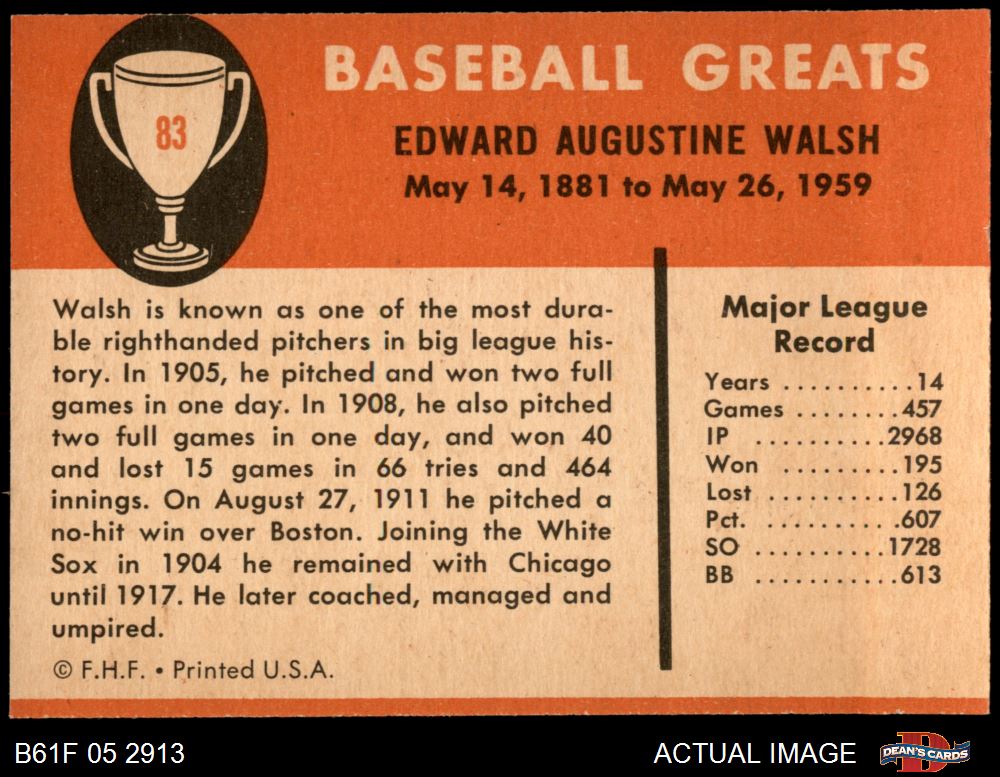 83
BASEBALL GREATS
EDWARD AUGUSTINE WALSH
May 14, 1881 to May 26, 1959
Walsh is known as one of the most dura-
ble righthanded pitchers in big league his-
tory. In 1905, he pitched and won two full
games in one day. In 1908, he also pitched
two full games in one day, and won 40
and lost 15 games in 66 tries and 464
innings. On August 27, 1911 he pitched a
no-hit win over Boston. Joining the White
Sox in 1904 he remained with Chicago
until 1917. He later coached, managed and
umpired.
© F.H.F. • Printed U.S.A.
Major League
Record
Years ..........14
Games ........457
IP ..........2968
Won .........195
Lost ..........126
Pct. ..........607
SO ..........1728
BB ...........613
B61F 05 2913
ACTUAL IMAGE
D
DEAN'S CARDS